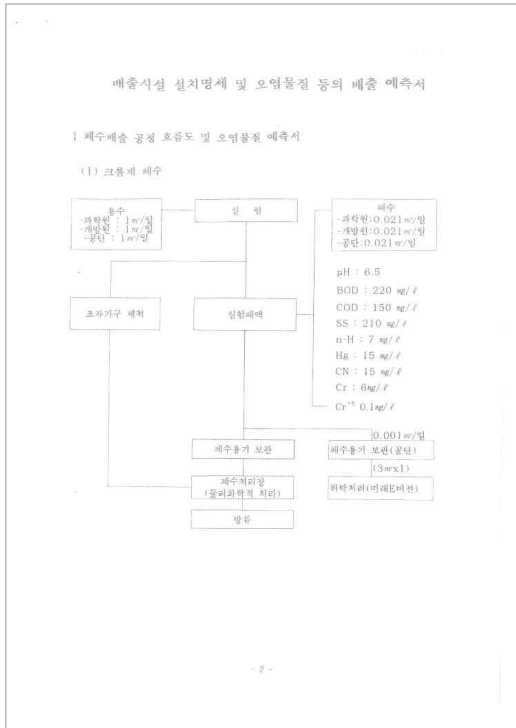 배출시설 설치명세 및 오염물질 등의 배출 예측서
1 폐수배출 공정 흐름도 및 오염물질 예측서
(1) 크롬계 폐수
용수
-과학원 : 1㎥/일
-개발원 : 1㎥/일
-공단 : 1㎥/일
실 험
폐수
-과학원:0.021㎥/일
-개발원:0.021㎥/일
-공단:0.021㎥/일
pH : 6.5
BOD : 220 ㎎/ℓ
COD : 150 ㎎/ℓ
SS : 210 ㎎/ℓ
n-H : 7 ㎎/ℓ
Hg : 15 ㎎/ℓ
CN : 15 ㎎/ℓ
Cr : 6㎎/ℓ
Cr⁺⁶ 0.1㎎/ℓ
초자기구 세척
실험폐액
0.001㎥/일
폐수용기 보관
폐수용기 보관(공단)
(3㎥x1)
폐수처리장
(물리화학적 처리)
위탁처리(미래E비전)
방류
- 2 -